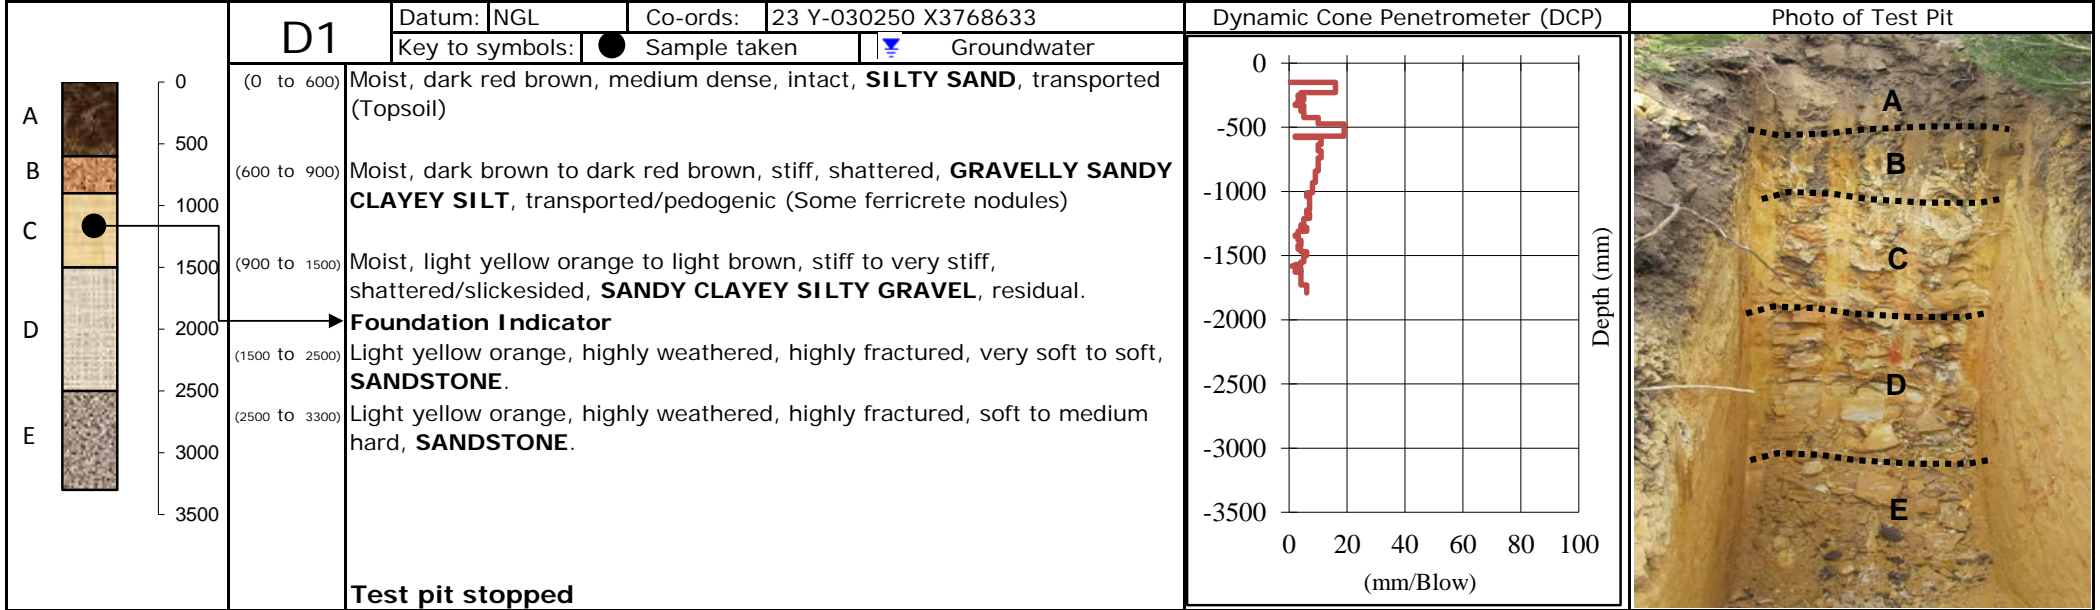 D1
Datum: NGL Co-ords: 23 Y-030250 X3768633
Key to symbols: Sample taken Groundwater
Dynamic Cone Penetrometer (DCP)
Photo of Test Pit
A
B
C
D
E
0
500
1000
1500
2000
2500
3000
3500
(0 to 600) Moist, dark red brown, medium dense, intact, SILTY SAND, transported
(Topsoil)
(600 to 900) Moist, dark brown to dark red brown, stiff, shattered, GRAVELLY SANDY
CLAYEY SILT, transported/pedogenic (Some ferricrete nodules)
(900 to 1500) Moist, light yellow orange to light brown, stiff to very stiff,
shattered/slickesided, SANDY CLAYEY SILTY GRAVEL, residual.
Foundation Indicator
(1500 to 2500) Light yellow orange, highly weathered, highly fractured, very soft to soft,
SANDSTONE.
(2500 to 3300) Light yellow orange, highly weathered, highly fractured, soft to medium
hard, SANDSTONE.
Test pit stopped
0
-500
-1000
-1500
-2000
-2500
-3000
-3500
0 20 40 60 80 100
(mm/Blow)
Depth (mm)
A
B
C
D
E